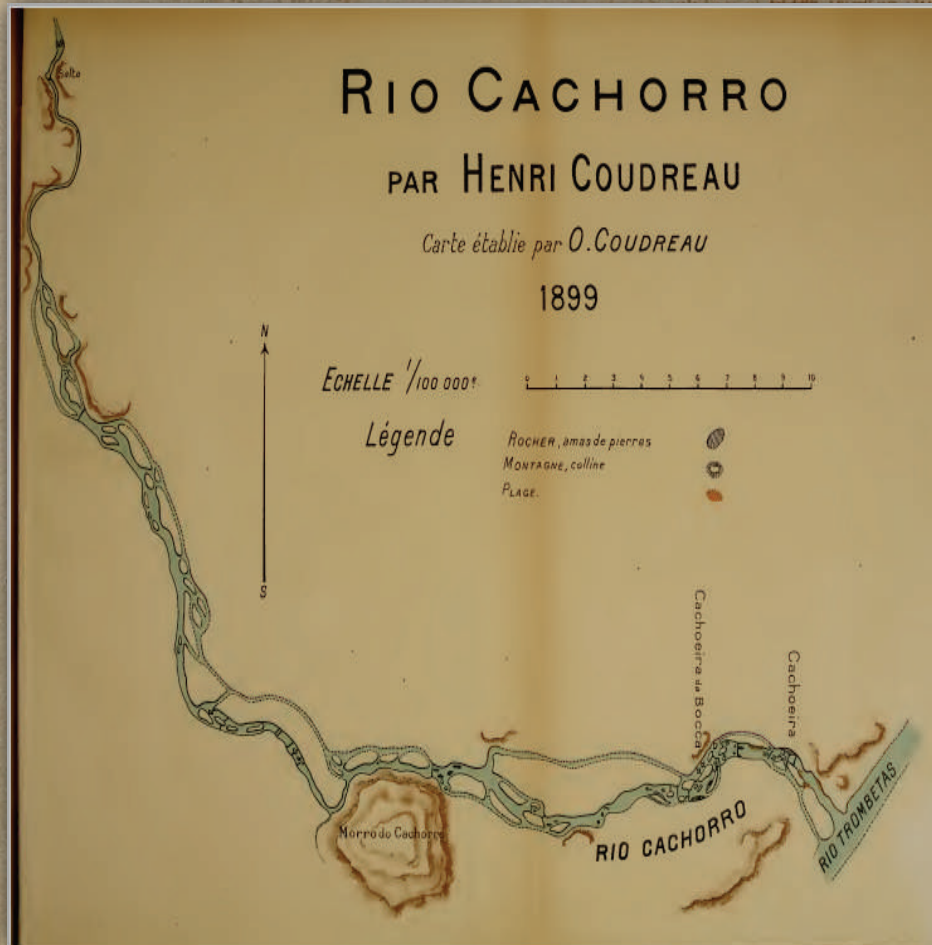 Salto
RIO CACHORRO
PAR HENRI COUDREAU
Carte établie par O. COUDREAU
1899
N
S
ECHELLE 1/100 000e
0 1 2 3 4 5 6 7 8 9 10
Légende
ROCHER, amas de pierres
MONTAGNE, colline
PLAGE.
Cachoeira da Bocca
Cachoeira
Morro do Cachorro
RIO CACHORRO
RIO TROMBETAS